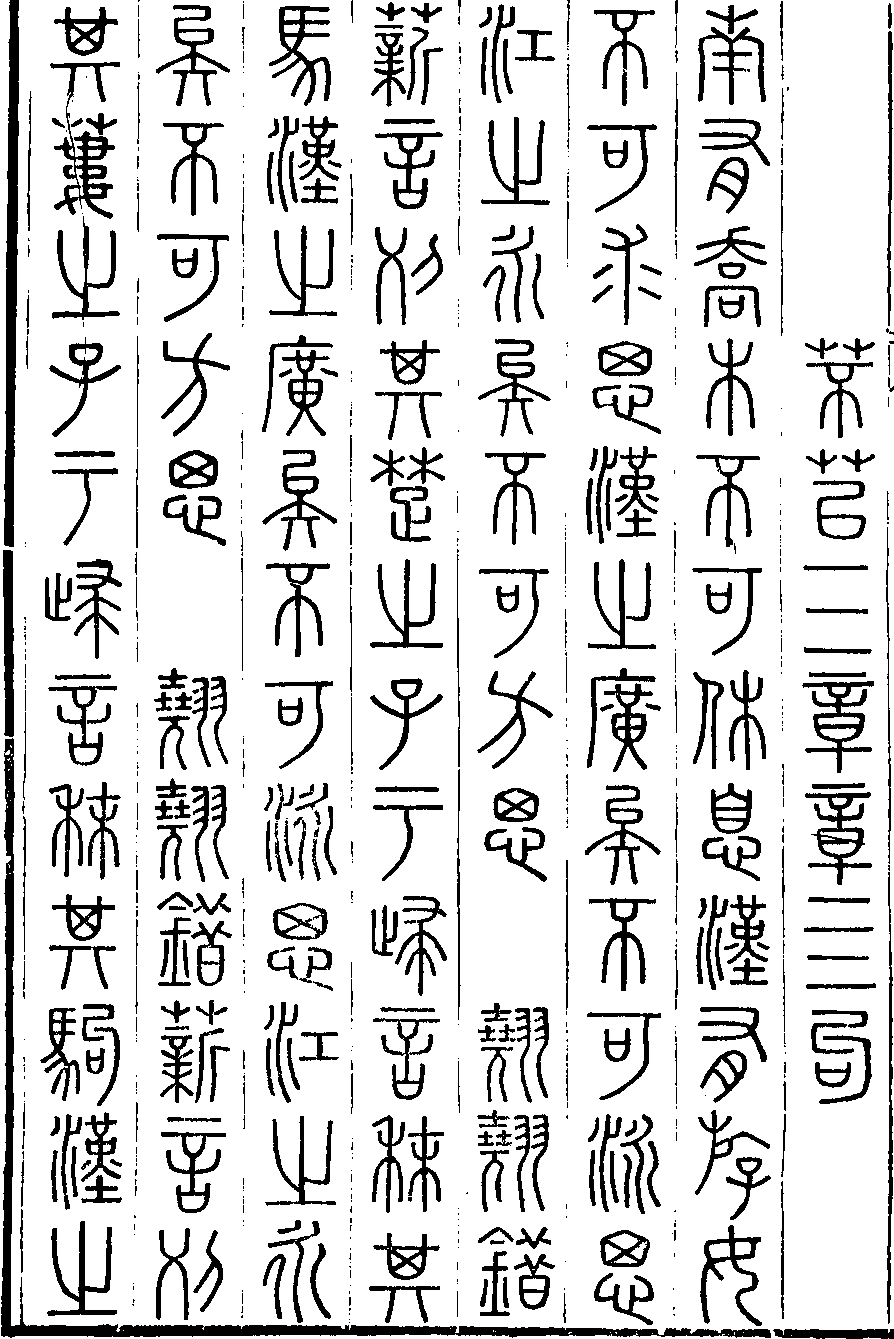 芣苢三章章亖句
南有喬木不可休息漢有斿女
不可求思漢之廣矣不可泳思
江之永矣不可方思　翹翹錯
薪言刈其楚之子于歸言秣其
馬漢之廣矣不可泳思江之永
矣不可方思　翹翹錯薪言刈
其蔞之子于歸言秣其駒漢之